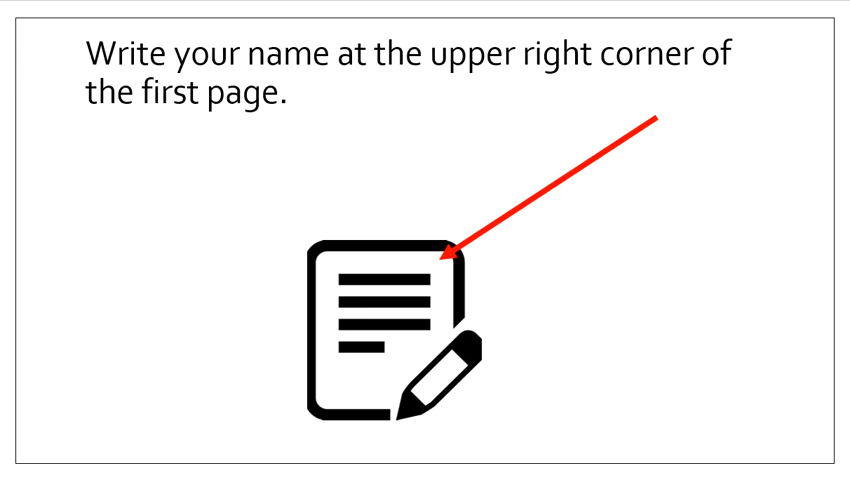 Write your name at the upper right corner of
the first page.